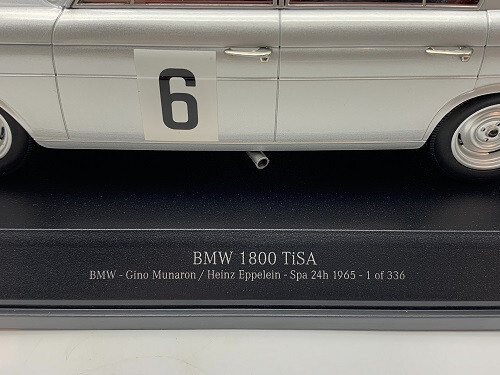 6
BMW 1800 TiSA
BMW - Gino Munaron / Heinz Eppelein - Spa 24h 1965 - 1 of 336